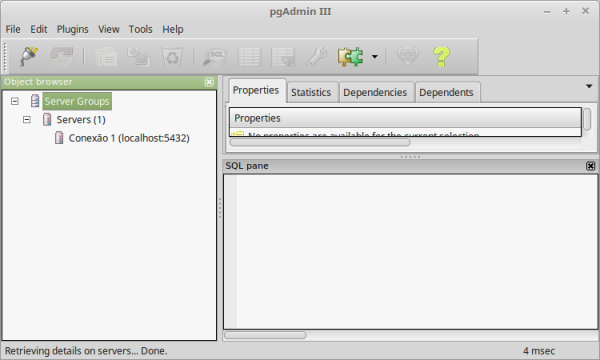 pgAdmin III
File Edit Plugins View Tools Help
SQL
Object browser
Server Groups
Servers (1)
Conexão 1 (localhost:5432)
Properties Statistics Dependencies Dependents
Properties
No properties are available for the current selection
SQL pane
Retrieving details on servers... Done.
4 msec